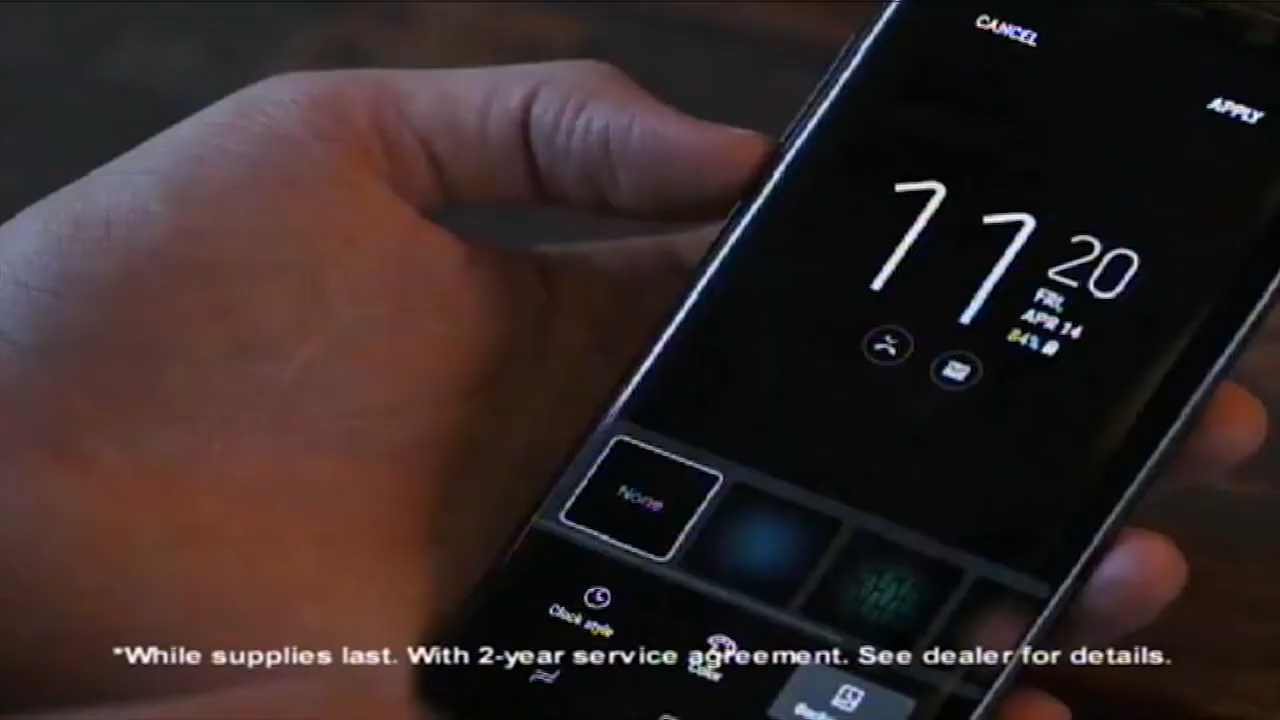 CANCEL
APPLY
11
20
FRI,
APR 14
84%
None
Clock style
Color
*While supplies last. With 2-year service agreement. See dealer for details.